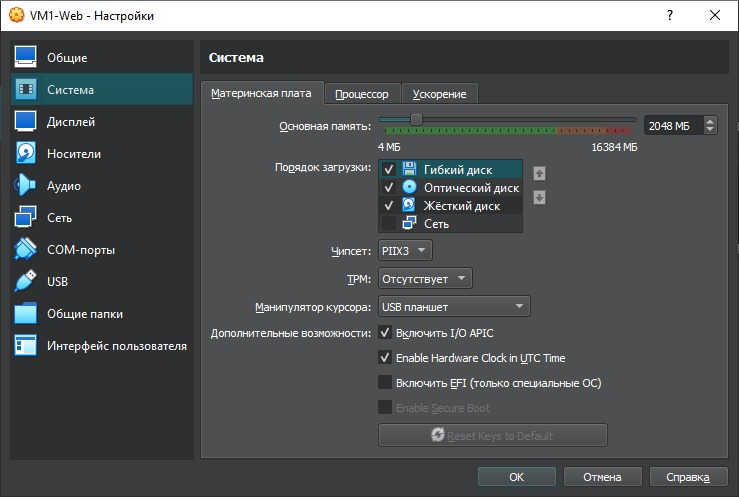 VM1-Web - Настройки
?
Общие
Система
Дисплей
Носители
Аудио
Сеть
COM-порты
USB
Общие папки
Интерфейс пользователя
Система
Материнская плата Процессор Ускорение
Основная память: 2048 МБ
4 МБ 16384 МБ
Порядок загрузки: Гибкий диск
Оптический диск
Жёсткий диск
Сеть
Чипсет: PIIX3
TPM: Отсутствует
Манипулятор курсора: USB планшет
Дополнительные возможности: Включить I/O APIC
Enable Hardware Clock in UTC Time
Включить EFI (только специальные ОС)
Enable Secure Boot
Reset Keys to Default
OK Отмена Справка